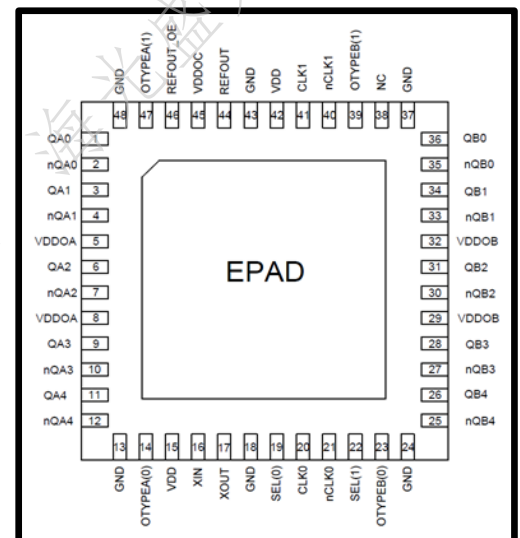 海光
GND OTYPEA(1) REFOUT_OE VDDOC REFOUT GND VDD CLK1 nCLK1 OTYPEB(1) NC GND
48 47 46 45 44 43 42 41 40 39 38 37
QA0 1 36 QB0
nQA0 2 35 nQB0
QA1 3 34 QB1
nQA1 4 33 nQB1
VDDOA 5 32 VDDOB
QA2 6 31 QB2
EPAD
nQA2 7 30 nQB2
VDDOA 8 29 VDDOB
QA3 9 28 QB3
nQA3 10 27 nQB3
QA4 11 26 QB4
nQA4 12 25 nQB4
13 14 15 16 17 18 19 20 21 22 23 24
GND OTYPEA(0) VDD XIN XOUT GND SEL(0) CLK0 nCLK0 SEL(1) OTYPEB(0) GND